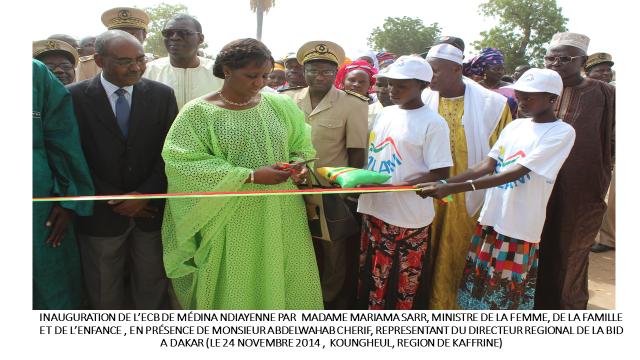 ALAM
INAUGURATION DE L'ECB DE MÉDINA NDIAYENNE PAR MADAME MARIAMA SARR, MINISTRE DE LA FEMME, DE LA FAMILLE
ET DE L'ENFANCE , EN PRÉSENCE DE MONSIEUR ABDELWAHAB CHERIF, REPRESENTANT DU DIRECTEUR REGIONAL DE LA BID
A DAKAR (LE 24 NOVEMBRE 2014 , KOUNGHEUL, REGION DE KAFFRINE)